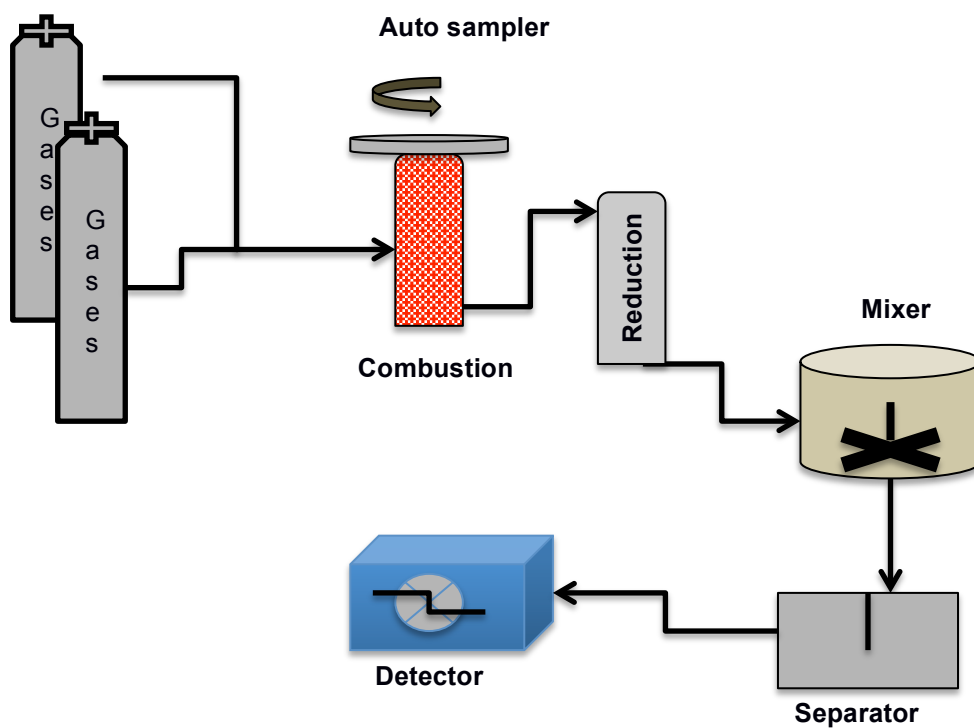 Auto sampler
Gases
Gases
Combustion
Reduction
Mixer
Detector
Separator